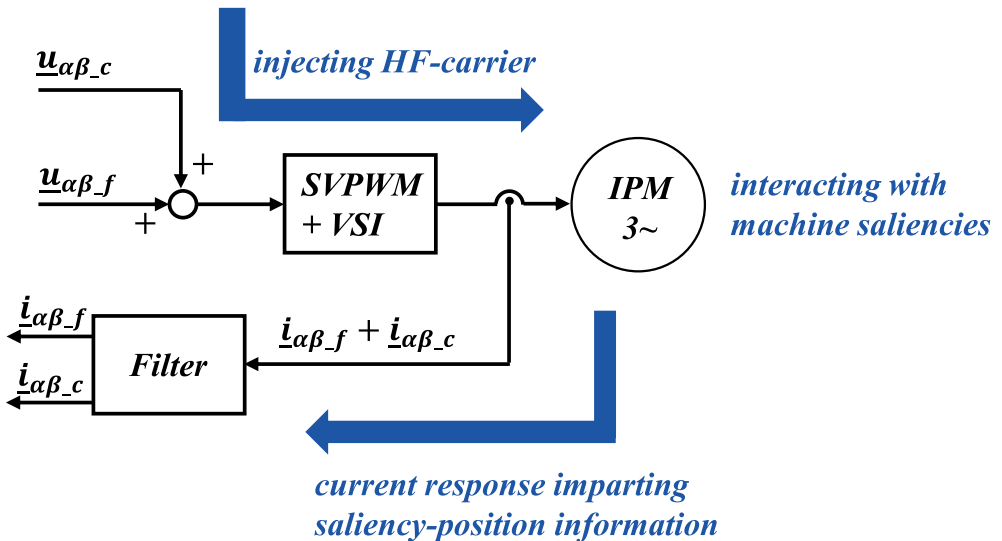 injecting HF-carrier
u_αβ_c
+
u_αβ_f
+
SVPWM
+ VSI
IPM
3~
interacting with
machine saliencies
i_αβ_f
i_αβ_c
Filter
i_αβ_f + i_αβ_c
current response imparting
saliency-position information